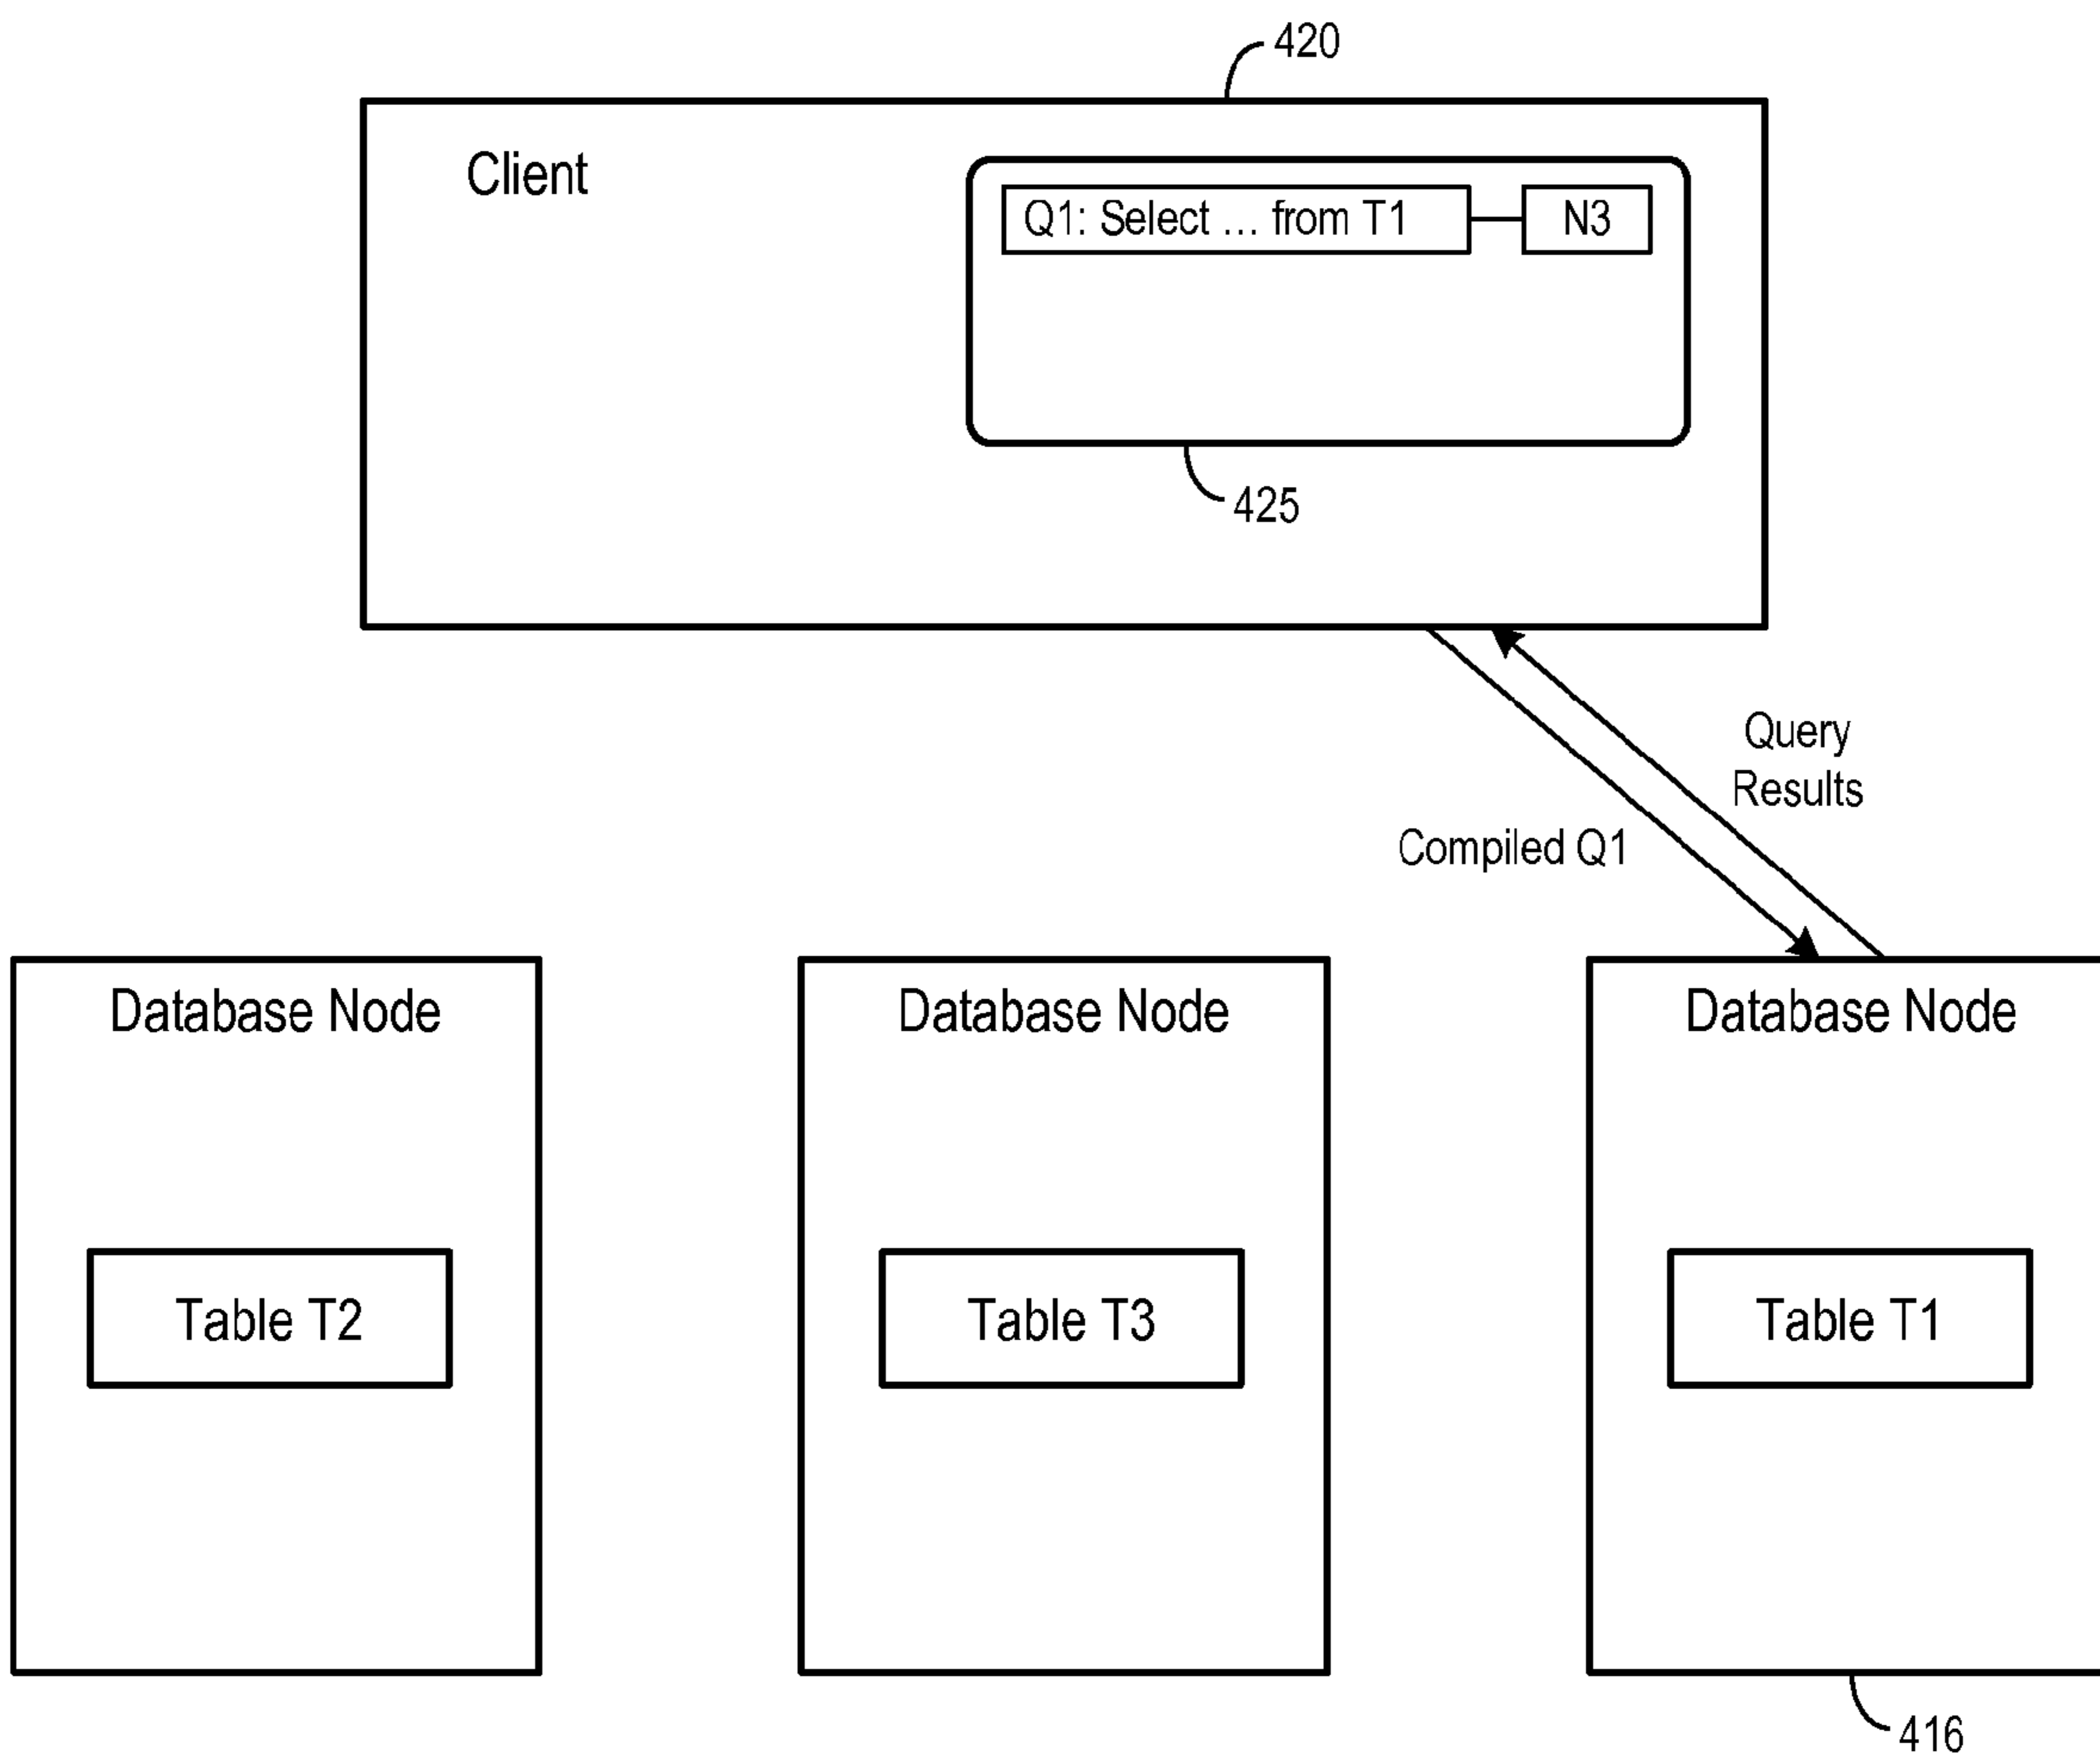 420
Client
Q1: Select ... from T1
N3
425
Query
Results
Compiled Q1
Database Node
Database Node
Database Node
Table T2
Table T3
Table T1
416